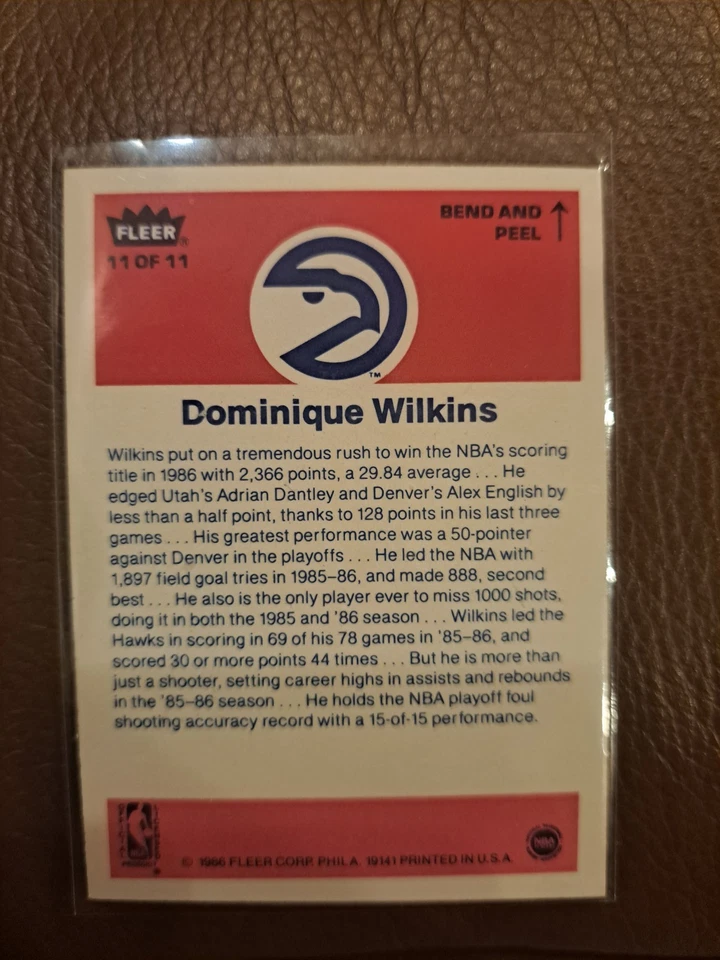 FLEER®
11 OF 11
BEND AND
PEEL
TM
Dominique Wilkins
Wilkins put on a tremendous rush to win the NBA's scoring
title in 1986 with 2,366 points, a 29.84 average . . . He
edged Utah's Adrian Dantley and Denver's Alex English by
less than a half point, thanks to 128 points in his last three
games . . . His greatest performance was a 50-pointer
against Denver in the playoffs . . . He led the NBA with
1,897 field goal tries in 1985–86, and made 888, second
best . . . He also is the only player ever to miss 1000 shots,
doing it in both the 1985 and '86 season . . . Wilkins led the
Hawks in scoring in 69 of his 78 games in '85–86, and
scored 30 or more points 44 times . . . But he is more than
just a shooter, setting career highs in assists and rebounds
in the '85–86 season . . . He holds the NBA playoff foul
shooting accuracy record with a 15-of-15 performance.
© 1986 FLEER CORP. PHILA. 19141 PRINTED IN U.S.A.